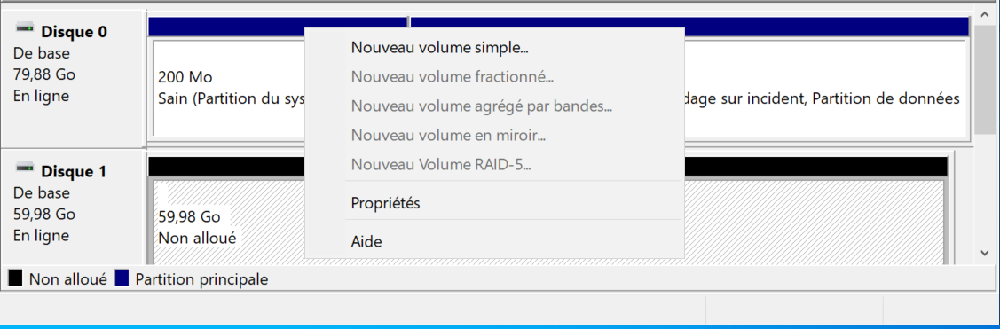 Disque 0
De base
79,88 Go
En ligne
200 Mo
Sain (Partition du sys
dage sur incident, Partition de données
Nouveau volume simple...
Nouveau volume fractionné...
Nouveau volume agrégé par bandes...
Nouveau volume en miroir...
Nouveau Volume RAID-5...
Propriétés
Aide
Disque 1
De base
59,98 Go
En ligne
59,98 Go
Non alloué
Non alloué Partition principale